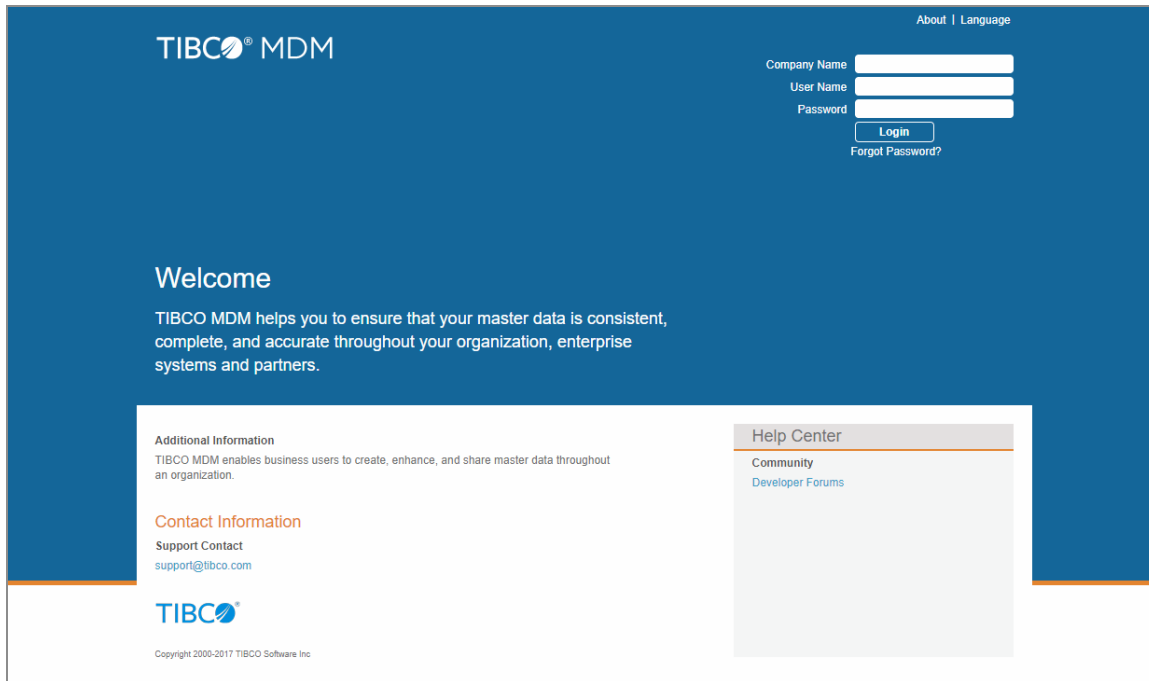 About | Language
TIBCO® MDM
Company Name
User Name
Password
Login
Forgot Password?
Welcome
TIBCO MDM helps you to ensure that your master data is consistent,
complete, and accurate throughout your organization, enterprise
systems and partners.
Additional Information
TIBCO MDM enables business users to create, enhance, and share master data throughout
an organization.
Contact Information
Support Contact
support@tibco.com
TIBCO®
Copyright 2000-2017 TIBCO Software Inc
Help Center
Community
Developer Forums